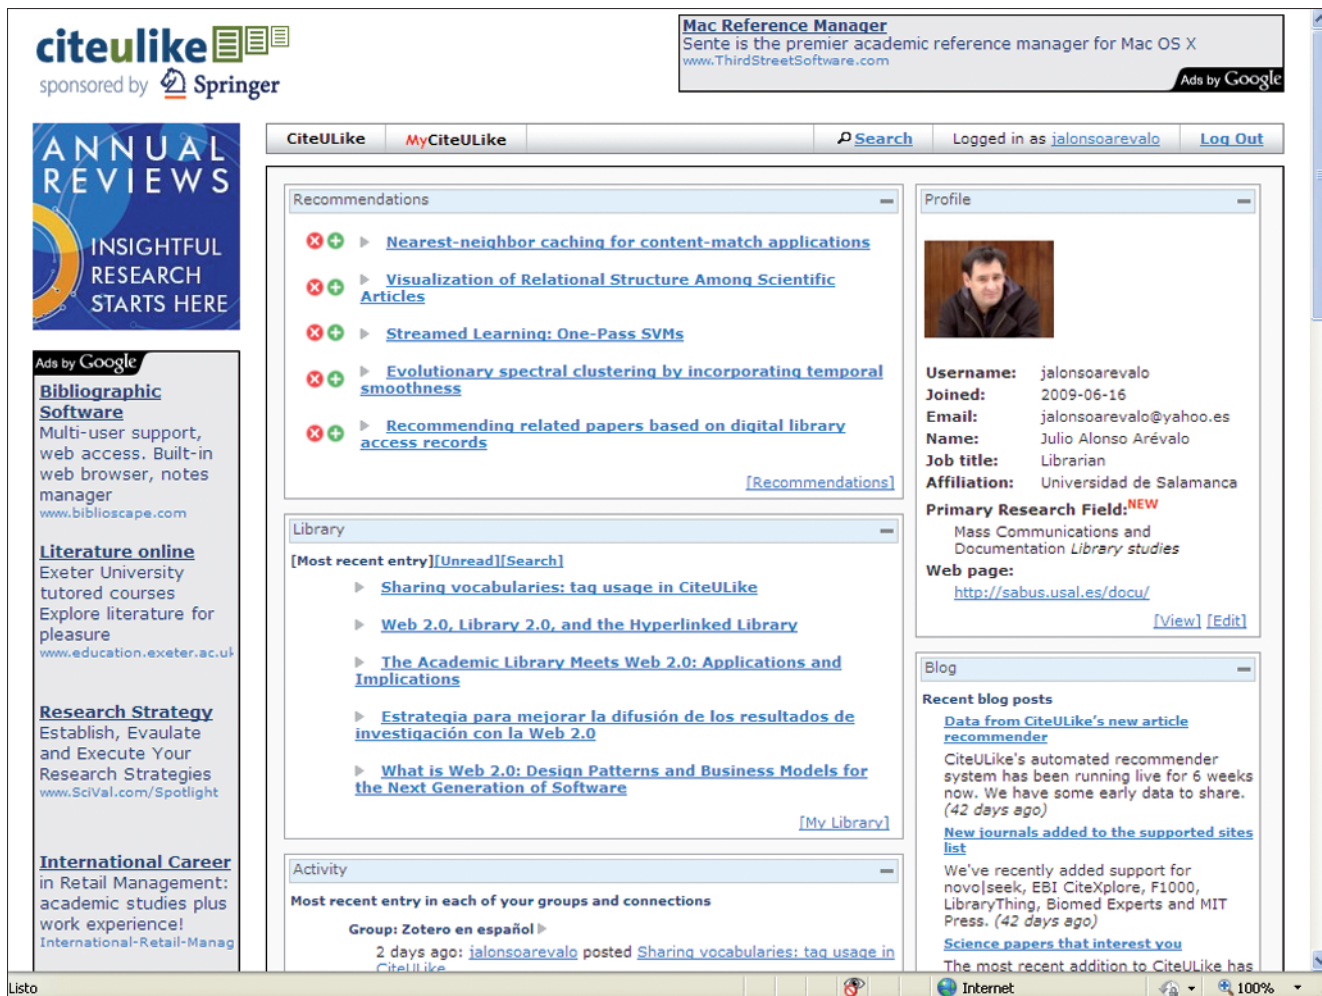 citeulike
sponsored by Springer
Mac Reference Manager
Sente is the premier academic reference manager for Mac OS X
www.ThirdStreetSoftware.com
Ads by Google
ANNUAL
REVIEWS
INSIGHTFUL
RESEARCH
STARTS HERE
Ads by Google
Bibliographic
Software
Multi-user support,
web access. Built-in
web browser, notes
manager
www.biblioscape.com
Literature online
Exeter University
tutored courses
Explore literature for
pleasure
www.education.exeter.ac.uk
Research Strategy
Establish, Evaulate
and Execute Your
Research Strategies
www.SciVal.com/Spotlight
International Career
in Retail Management:
academic studies plus
work experience!
International-Retail-Manag
CiteULike MyCiteULike Search Logged in as jalonsoarevalo Log Out
Recommendations
Nearest-neighbor caching for content-match applications
Visualization of Relational Structure Among Scientific
Articles
Streamed Learning: One-Pass SVMs
Evolutionary spectral clustering by incorporating temporal
smoothness
Recommending related papers based on digital library
access records
[Recommendations]
Library
[Most recent entry][Unread][Search]
Sharing vocabularies: tag usage in CiteULike
Web 2.0, Library 2.0, and the Hyperlinked Library
The Academic Library Meets Web 2.0: Applications and
Implications
Estrategia para mejorar la difusión de los resultados de
investigación con la Web 2.0
What is Web 2.0: Design Patterns and Business Models for
the Next Generation of Software
[My Library]
Activity
Most recent entry in each of your groups and connections
Group: Zotero en español
2 days ago: jalonsoarevalo posted Sharing vocabularies: tag usage in
CiteULike
Profile
Username: jalonsoarevalo
Joined: 2009-06-16
Email: jalonsoarevalo@yahoo.es
Name: Julio Alonso Arévalo
Job title: Librarian
Affiliation: Universidad de Salamanca
Primary Research Field:NEW
Mass Communications and
Documentation Library studies
Web page:
http://sabus.usal.es/docu/
[View] [Edit]
Blog
Recent blog posts
Data from CiteULike's new article
recommender
CiteULike's automated recommender
system has been running live for 6 weeks
now. We have some early data to share.
(42 days ago)
New journals added to the supported sites
list
We've recently added support for
novo|seek, EBI CiteXplore, F1000,
LibraryThing, Biomed Experts and MIT
Press. (42 days ago)
Science papers that interest you
The most recent addition to CiteULike has
Listo Internet 100%